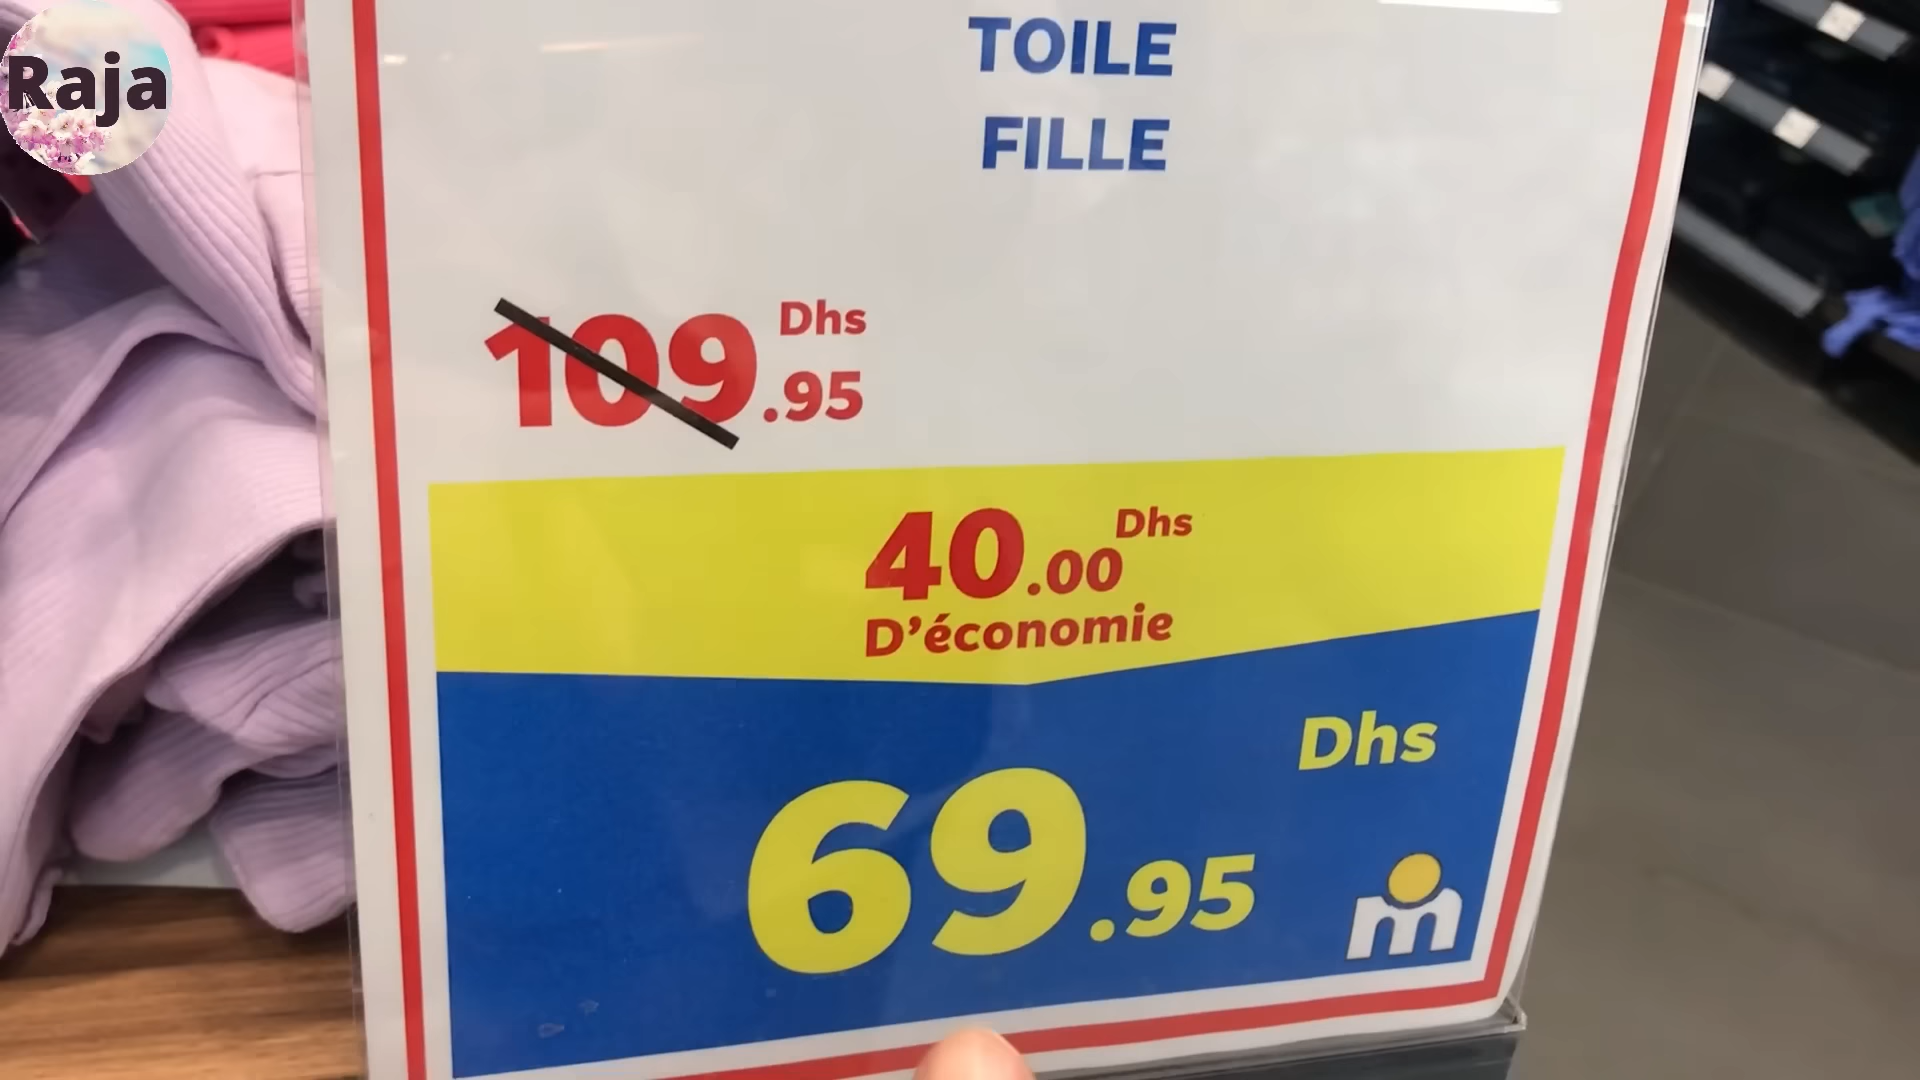 Raja
TOILE
FILLE
109.95 Dhs
40.00 Dhs
D'économie
69.95 Dhs
m